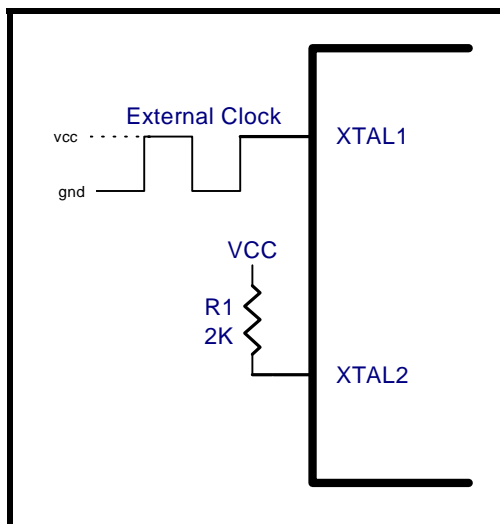 External Clock
vcc
XTAL1
gnd
VCC
R1
2K
XTAL2